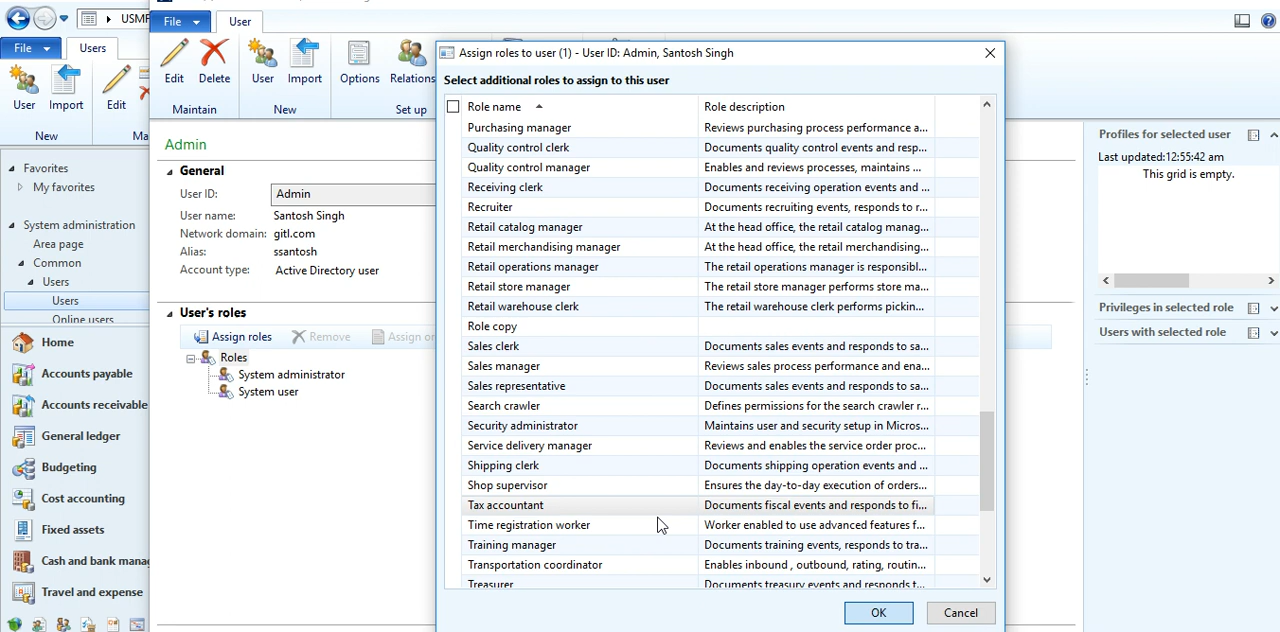 USMF
File
Users
User
Import
Edit
New
Ma
Favorites
My favorites
System administration
Area page
Common
Users
Users
Online users
Home
Accounts payable
Accounts receivable
General ledger
Budgeting
Cost accounting
Fixed assets
Cash and bank mana
Travel and expense
File
User
Edit
Delete
User
Import
Options
Relations
Maintain
New
Set up
Admin
General
User ID:
Admin
User name:
Santosh Singh
Network domain:
gitl.com
Alias:
ssantosh
Account type:
Active Directory user
User's roles
Assign roles
Remove
Assign or
Roles
System administrator
System user
Assign roles to user (1) - User ID: Admin, Santosh Singh
Select additional roles to assign to this user
Role name
Role description
Purchasing manager
Reviews purchasing process performance a...
Quality control clerk
Documents quality control events and resp...
Quality control manager
Enables and reviews processes, maintains ...
Receiving clerk
Documents receiving operation events and ...
Recruiter
Documents recruiting events, responds to r...
Retail catalog manager
At the head office, the retail catalog manag...
Retail merchandising manager
At the head office, the retail merchandising...
Retail operations manager
The retail operations manager is responsibl...
Retail store manager
The retail store manager performs store ma...
Retail warehouse clerk
The retail warehouse clerk performs pickin...
Role copy
Sales clerk
Documents sales events and responds to sa...
Sales manager
Reviews sales process performance and ena...
Sales representative
Documents sales events and responds to sa...
Search crawler
Defines permissions for the search crawler r...
Security administrator
Maintains user and security setup in Micros...
Service delivery manager
Reviews and enables the service order proc...
Shipping clerk
Documents shipping operation events and ...
Shop supervisor
Ensures the day-to-day execution of orders...
Tax accountant
Documents fiscal events and responds to fi...
Time registration worker
Worker enabled to use advanced features f...
Training manager
Documents training events, responds to tra...
Transportation coordinator
Enables inbound , outbound, rating, routin...
Treasurer
Documents treasury events and responds t...
OK
Cancel
Profiles for selected user
Last updated:12:55:42 am
This grid is empty.
Privileges in selected role
Users with selected role